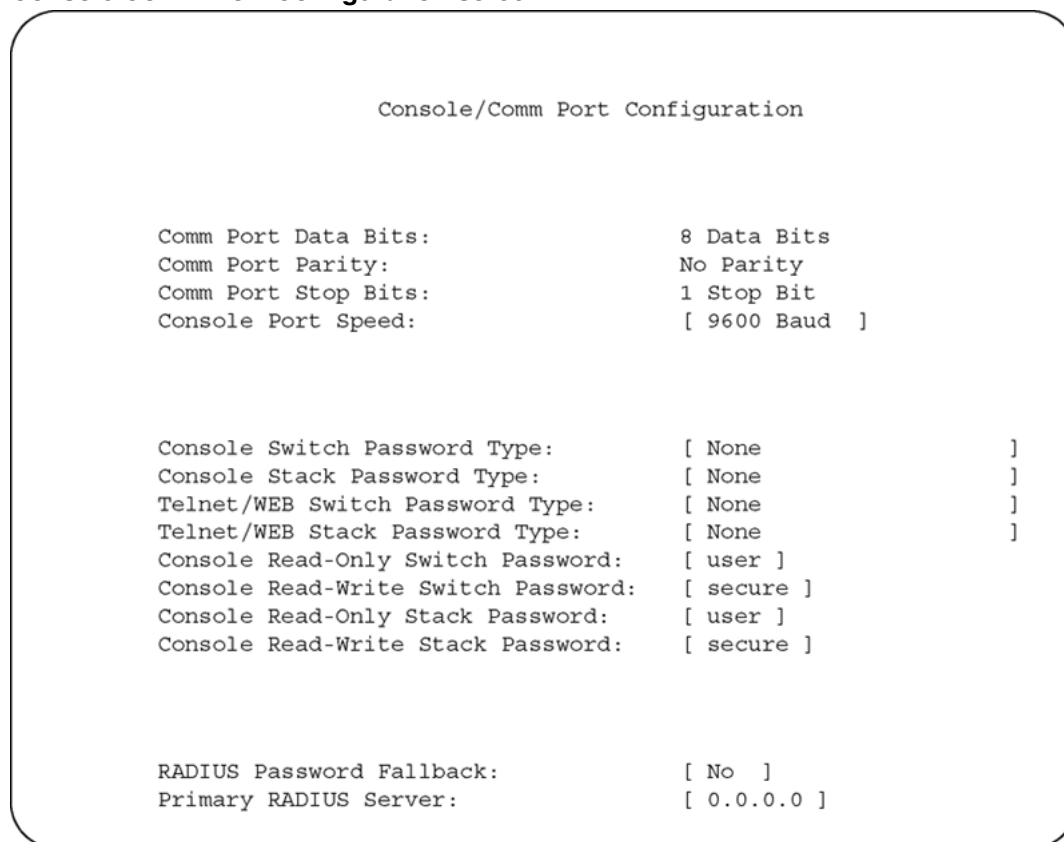 Console/Comm Port Configuration
Comm Port Data Bits: 8 Data Bits
Comm Port Parity: No Parity
Comm Port Stop Bits: 1 Stop Bit
Console Port Speed: [ 9600 Baud ]
Console Switch Password Type: [ None ]
Console Stack Password Type: [ None ]
Telnet/WEB Switch Password Type: [ None ]
Telnet/WEB Stack Password Type: [ None ]
Console Read-Only Switch Password: [ user ]
Console Read-Write Switch Password: [ secure ]
Console Read-Only Stack Password: [ user ]
Console Read-Write Stack Password: [ secure ]
RADIUS Password Fallback: [ No ]
Primary RADIUS Server: [ 0.0.0.0 ]